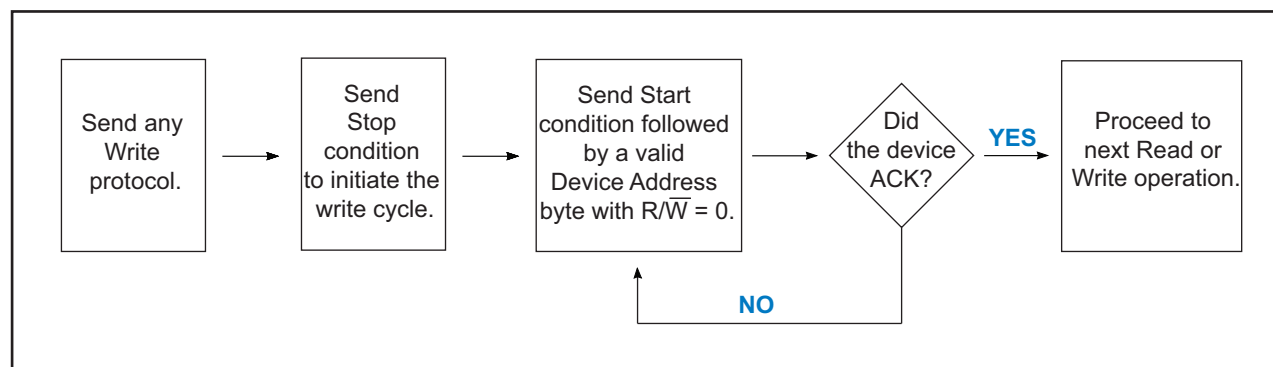 Send any
Write
protocol.
Send
Stop
condition
to initiate the
write cycle.
Send Start
condition followed
by a valid
Device Address
byte with R/W̅ = 0.
Did
the device
ACK?
YES
Proceed to
next Read or
Write operation.
NO